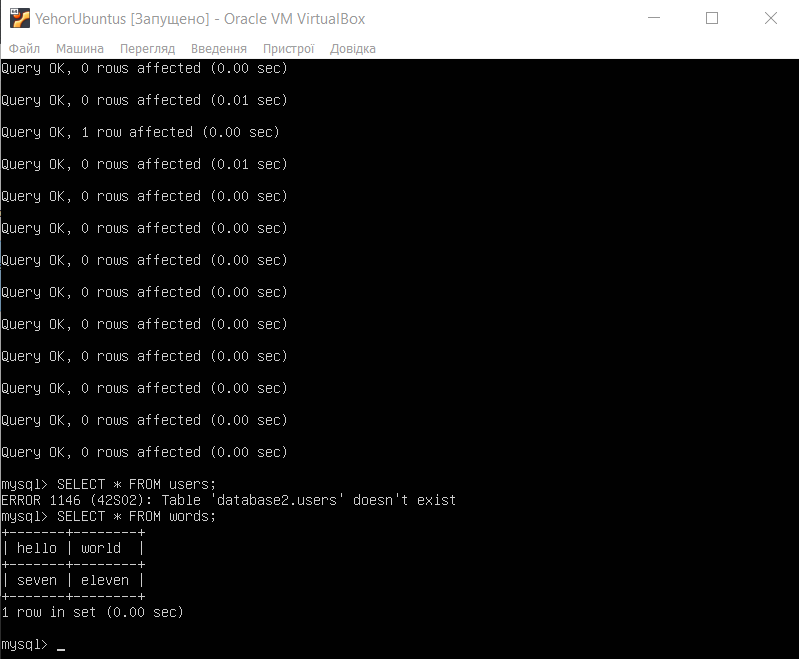 YehorUbuntus [Запущено] - Oracle VM VirtualBox
Файл Машина Перегляд Введення Пристрої Довідка
Query OK, 0 rows affected (0.00 sec)
Query OK, 0 rows affected (0.01 sec)
Query OK, 1 row affected (0.00 sec)
Query OK, 0 rows affected (0.01 sec)
Query OK, 0 rows affected (0.00 sec)
Query OK, 0 rows affected (0.00 sec)
Query OK, 0 rows affected (0.00 sec)
Query OK, 0 rows affected (0.00 sec)
Query OK, 0 rows affected (0.00 sec)
Query OK, 0 rows affected (0.00 sec)
Query OK, 0 rows affected (0.00 sec)
Query OK, 0 rows affected (0.00 sec)
Query OK, 0 rows affected (0.00 sec)
mysql> SELECT * FROM users;
ERROR 1146 (42S02): Table 'database2.users' doesn't exist
mysql> SELECT * FROM words;
+-------+--------+
| hello | world  |
+-------+--------+
| seven | eleven |
+-------+--------+
1 row in set (0.00 sec)
mysql> _